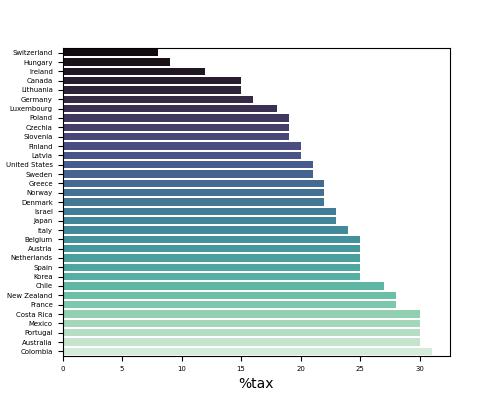 Switzerland
Hungary
Ireland
Canada
Lithuania
Germany
Luxembourg
Poland
Czechia
Slovenia
Finland
Latvia
United States
Sweden
Greece
Norway
Denmark
Israel
Japan
Italy
Belgium
Austria
Netherlands
Spain
Korea
Chile
New Zealand
France
Costa Rica
Mexico
Portugal
Australia
Colombia
0 5 10 15 20 25 30
%tax